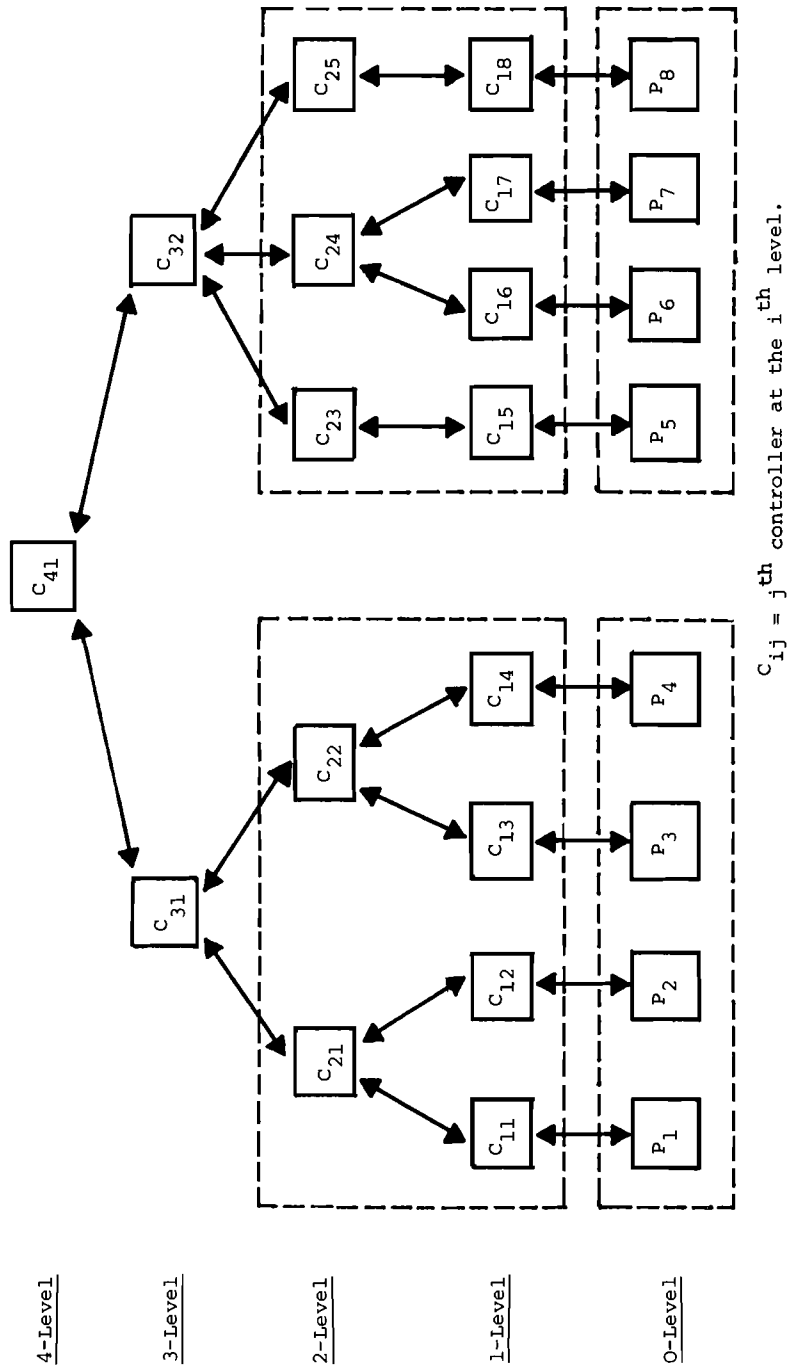 4-Level
C41
3-Level
C31
C32
2-Level
C21
C22
C23
C24
C25
1-Level
C11
C12
C13
C14
C15
C16
C17
C18
0-Level
P1
P2
P3
P4
P5
P6
P7
P8
Cij = jth controller at the ith level.